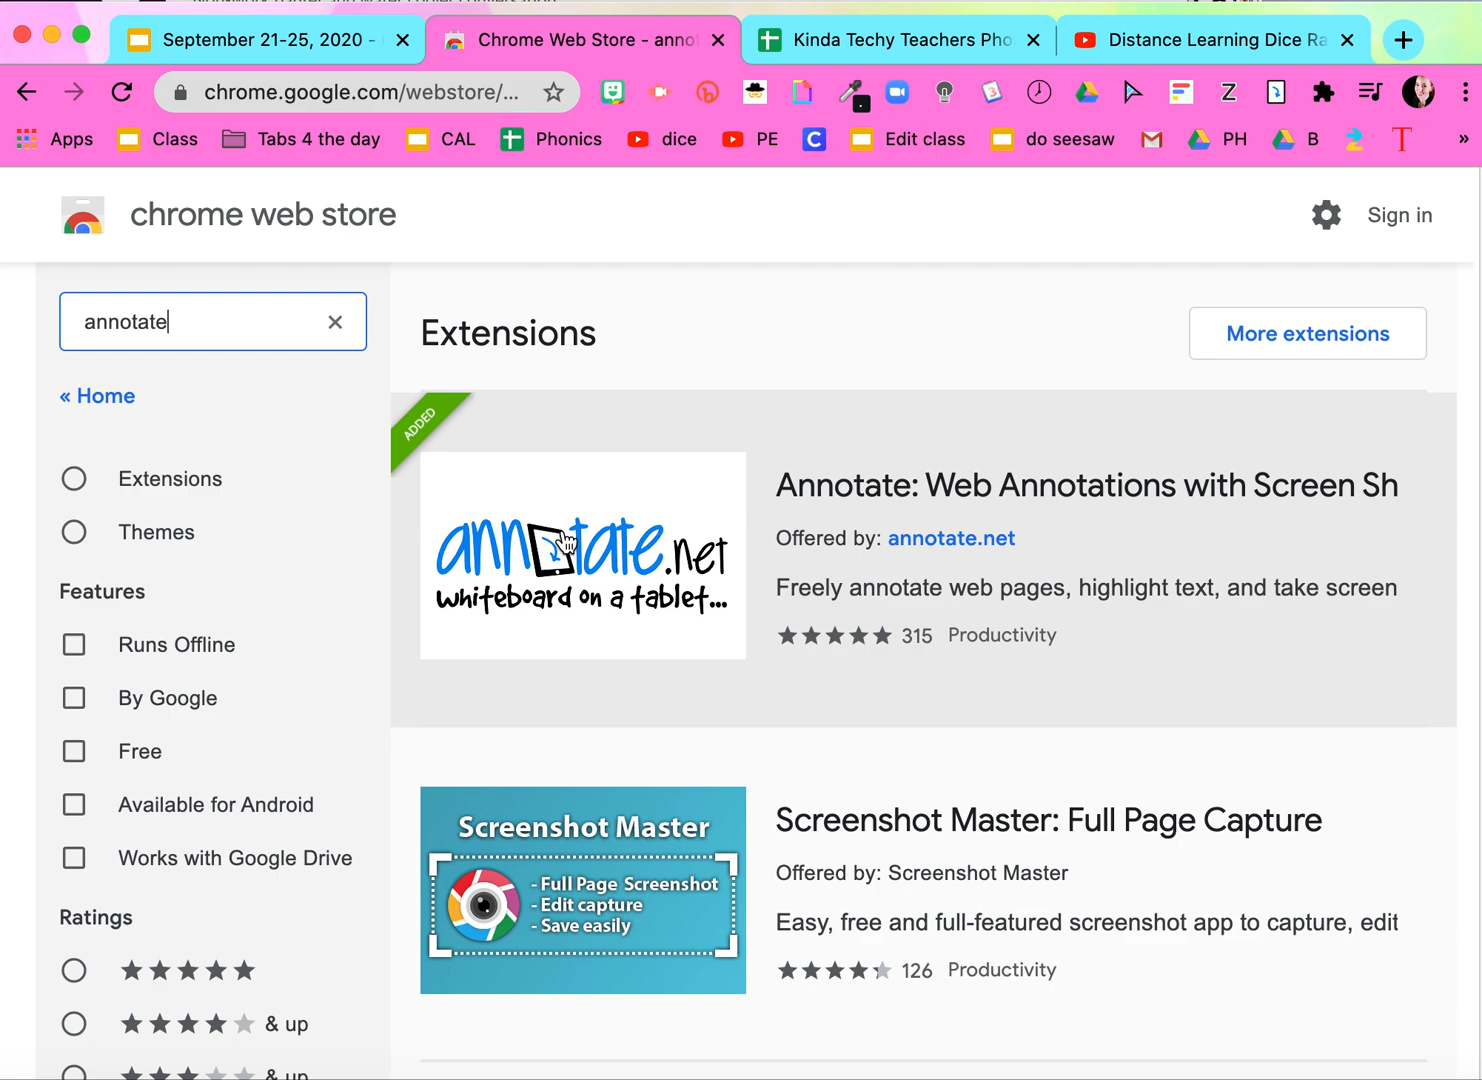 September 21-25, 2020 -
Chrome Web Store - anno
Kinda Techy Teachers Pho
Distance Learning Dice Ra
chrome.google.com/webstore/...
Apps
Class
Tabs 4 the day
CAL
Phonics
dice
PE
C
Edit class
do seesaw
PH
B
T
»
chrome web store
Sign in
annotate
« Home
Extensions
Themes
Features
Runs Offline
By Google
Free
Available for Android
Works with Google Drive
Ratings
& up
& up
Extensions
More extensions
ADDED
annotate.net
whiteboard on a tablet...
Annotate: Web Annotations with Screen Sh
Offered by: annotate.net
Freely annotate web pages, highlight text, and take screen
315 Productivity
Screenshot Master
- Full Page Screenshot
- Edit capture
- Save easily
Screenshot Master: Full Page Capture
Offered by: Screenshot Master
Easy, free and full-featured screenshot app to capture, edit
126 Productivity